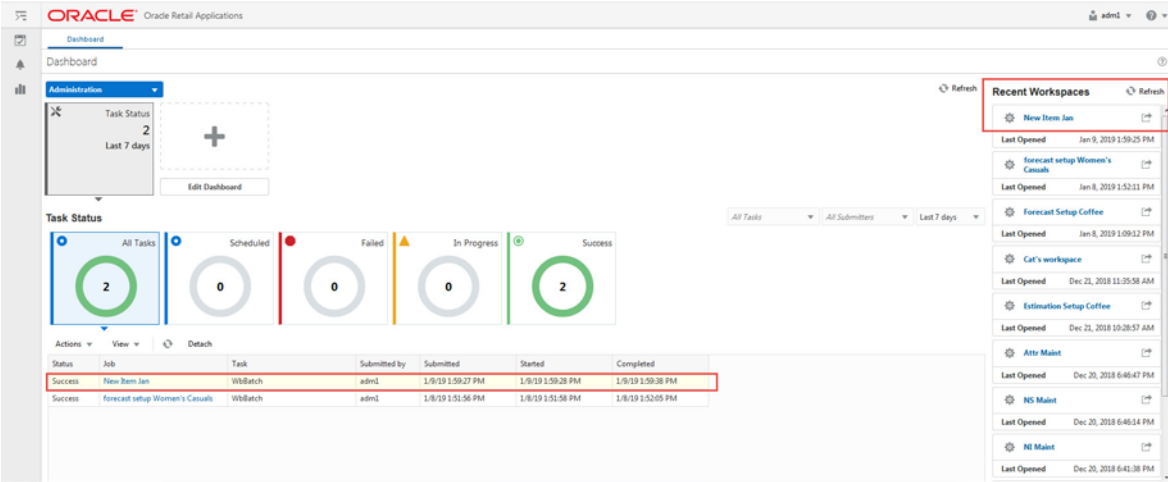 ORACLE® Oracle Retail Applications adm1
Dashboard
Dashboard
Administration
Refresh
Task Status
2
Last 7 days
Edit Dashboard
Task Status
All Tasks All Submitters Last 7 days
All Tasks Scheduled Failed In Progress Success
2 0 0 0 2
Actions View Detach
Status Job Task Submitted by Submitted Started Completed
Success New Item Jan WbBatch adm1 1/9/19 1:59:27 PM 1/9/19 1:59:28 PM 1/9/19 1:59:38 PM
Success forecast setup Women's Casuals WbBatch adm1 1/8/19 1:51:56 PM 1/8/19 1:51:58 PM 1/8/19 1:52:05 PM
Recent Workspaces Refresh
New Item Jan
Last Opened Jan 9, 2019 1:59:25 PM
forecast setup Women's
Casuals
Last Opened Jan 8, 2019 1:52:11 PM
Forecast Setup Coffee
Last Opened Jan 8, 2019 1:09:12 PM
Cat's workspace
Last Opened Dec 21, 2018 11:35:58 AM
Estimation Setup Coffee
Last Opened Dec 21, 2018 10:28:57 AM
Attr Maint
Last Opened Dec 20, 2018 6:46:47 PM
NS Maint
Last Opened Dec 20, 2018 6:46:14 PM
NI Maint
Last Opened Dec 20, 2018 6:41:38 PM